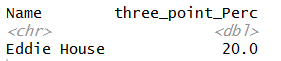 Name three_point_Perc
<chr> <dbl>
Eddie House 20.0